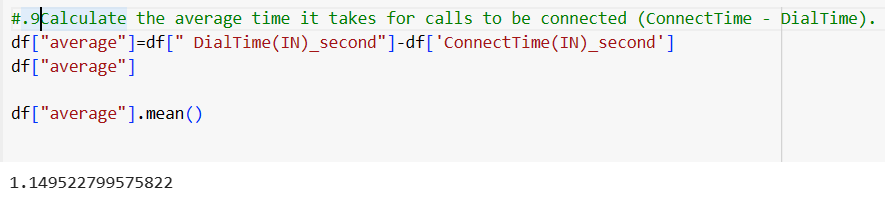 #.9Calculate the average time it takes for calls to be connected (ConnectTime - DialTime).
df["average"]=df[" DialTime(IN)_second"]-df['ConnectTime(IN)_second']
df["average"]
df["average"].mean()
1.149522799575822